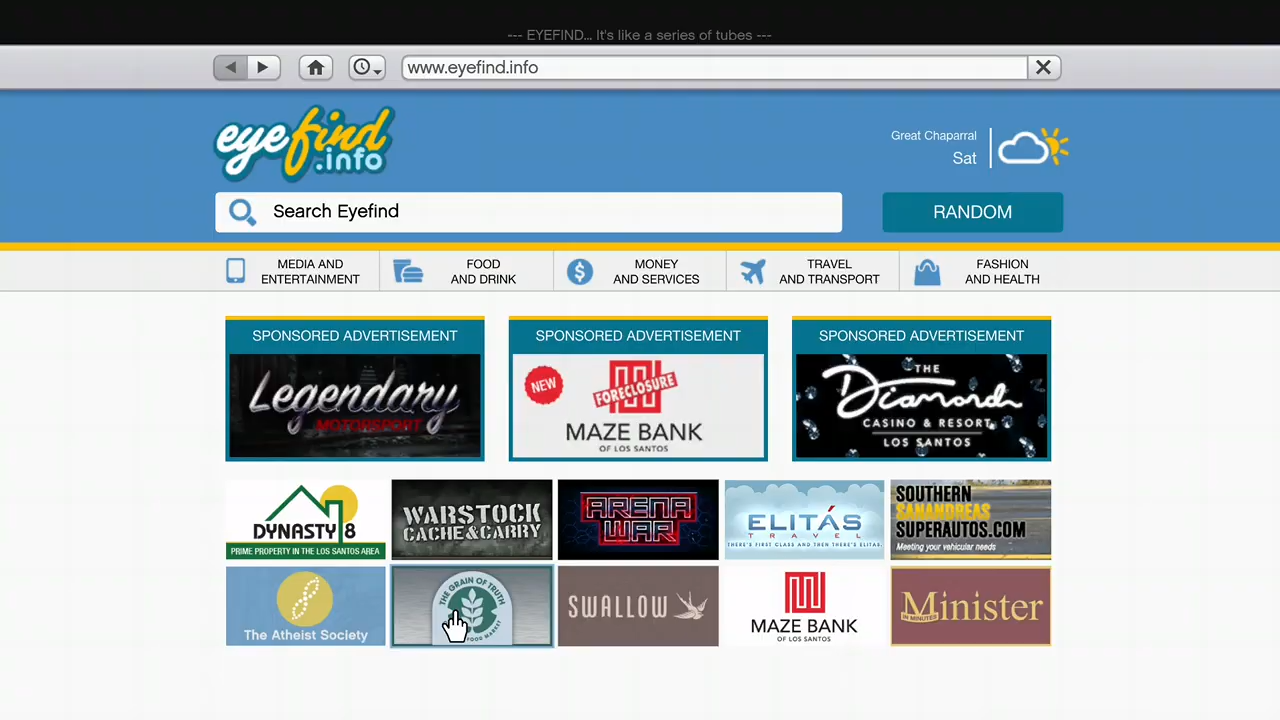 --- EYEFIND... It's like a series of tubes ---
www.eyefind.info
eyefind
.info
Great Chaparral
Sat
Search Eyefind
RANDOM
MEDIA AND
ENTERTAINMENT
FOOD
AND DRINK
MONEY
AND SERVICES
TRAVEL
AND TRANSPORT
FASHION
AND HEALTH
SPONSORED ADVERTISEMENT
Legendary
MOTORSPORT
SPONSORED ADVERTISEMENT
NEW
FORECLOSURE
MAZE BANK
OF LOS SANTOS
SPONSORED ADVERTISEMENT
THE
Diamond
CASINO & RESORT
LOS SANTOS
DYNASTY 8
PRIME PROPERTY IN THE LOS SANTOS AREA
WARSTOCK
CACHE&CARRY
ARENA
WAR
ELITÁS
TRAVEL
THERE'S FIRST CLASS AND THEN THERE'S ELITAS
SOUTHERN
SANANDREAS
SUPERAUTOS.COM
Meeting your vehicular needs
The Atheist Society
THE GRAIN OF TRUTH
FOOD MARKET
SWALLOW
MAZE BANK
OF LOS SANTOS
Minister
IN MINUTES